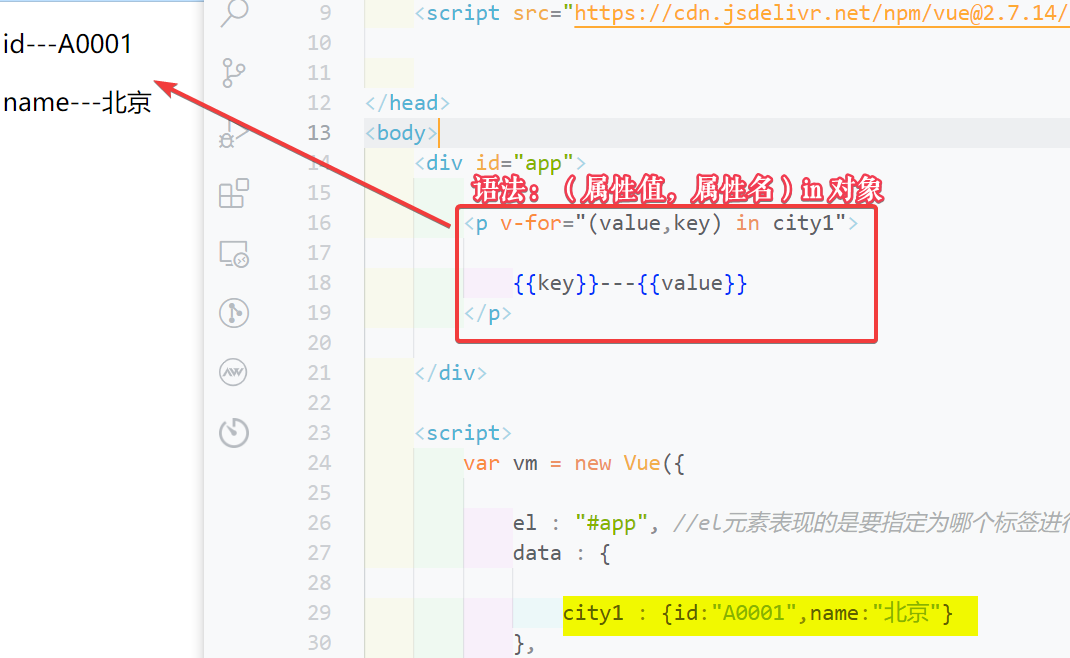 id---A0001
name---北京
9 <script src="https://cdn.jsdelivr.net/npm/vue@2.7.14/
10
11
12 </head>
13 <body>
14 <div id="app">
语法：（属性值，属性名）in 对象
15
16 <p v-for="(value,key) in city1">
17
18 {{key}}---{{value}}
19 </p>
20
21 </div>
22
23 <script>
24 var vm = new Vue({
25
26 el : "#app", //el元素表现的是要指定为哪个标签进行
27 data : {
28
29 city1 : {id:"A0001",name:"北京"}
30 },